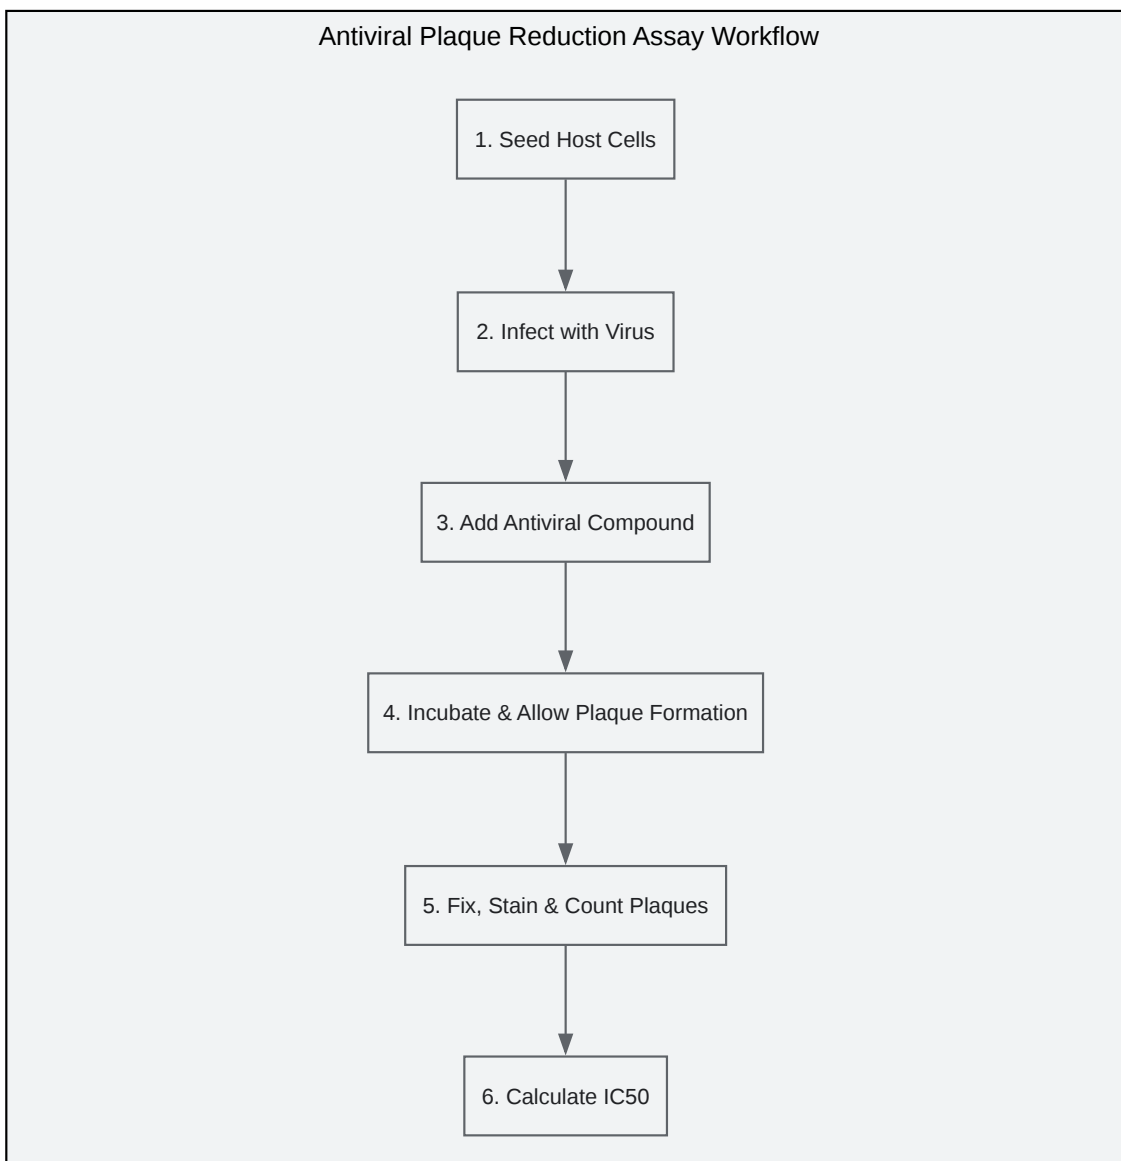 Antiviral Plaque Reduction Assay Workflow
1. Seed Host Cells
2. Infect with Virus
3. Add Antiviral Compound
4. Incubate & Allow Plaque Formation
5. Fix, Stain & Count Plaques
6. Calculate IC50